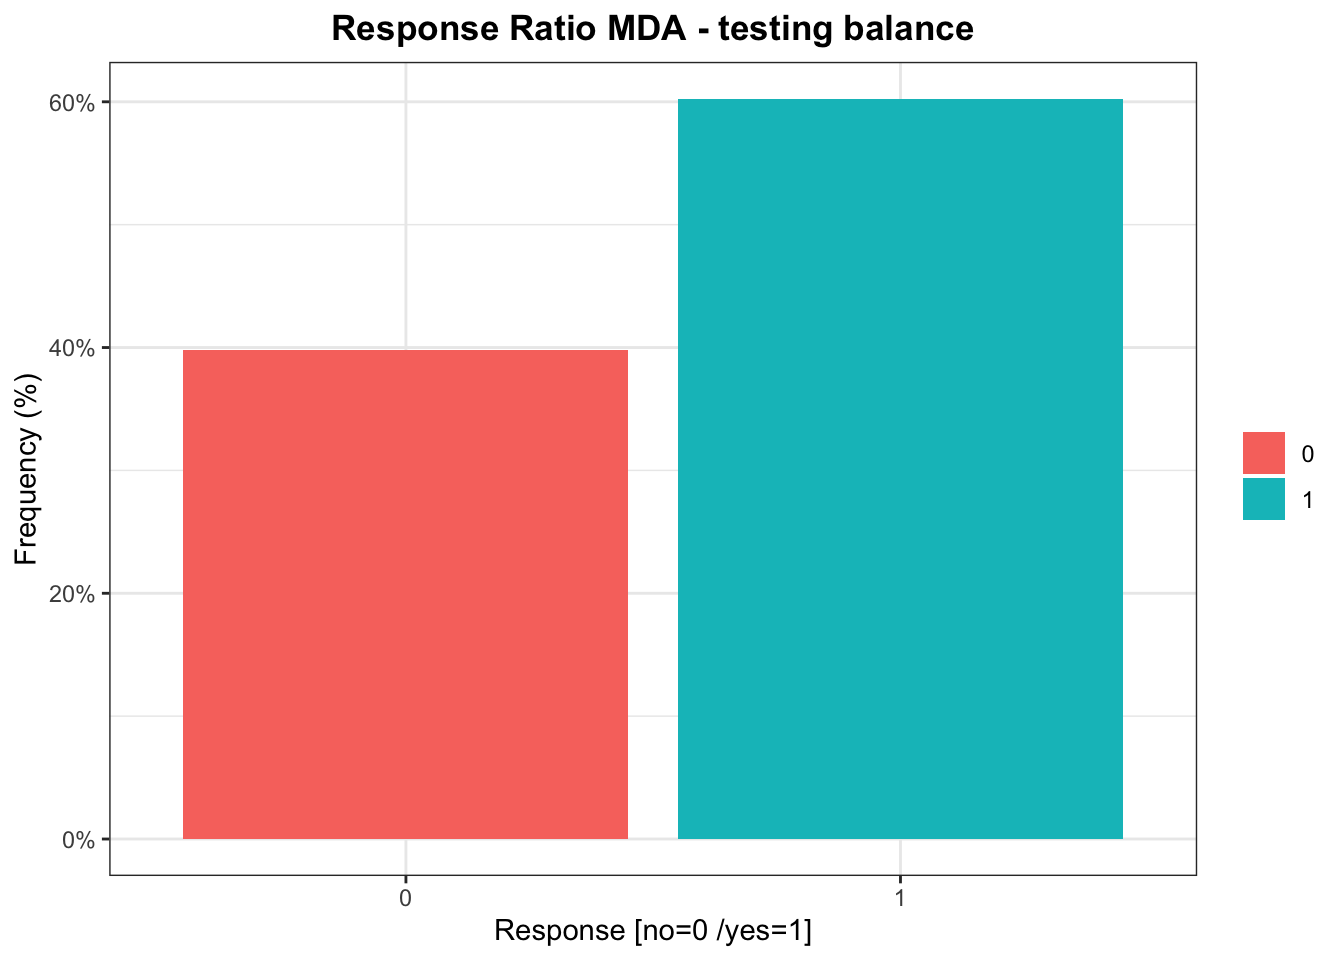 Response Ratio MDA - testing balance
Frequency (%)
60%
40%
20%
0%
0
1
Response [no=0 /yes=1]
0
1